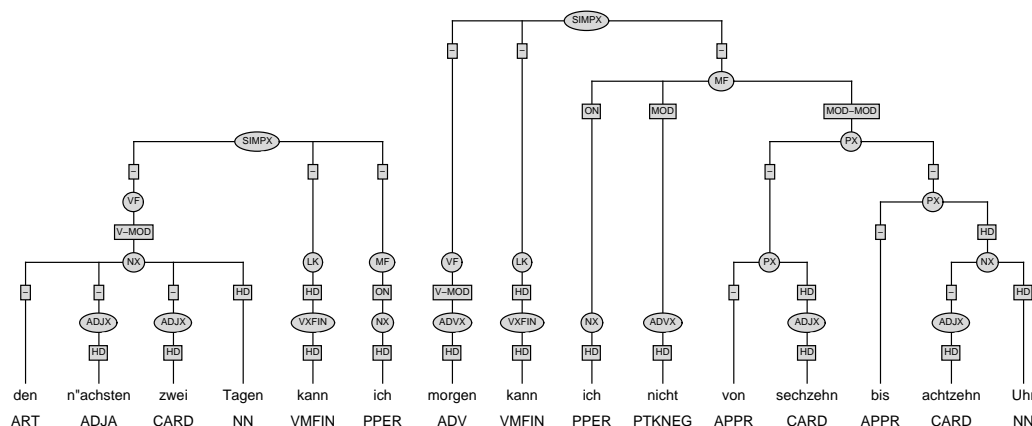 SIMPX
– – –
MF
ON MOD MOD–MOD
SIMPX PX
– – – – –
VF PX
V–MOD – HD
NX LK MF VF LK PX NX
– – – HD HD ON V–MOD HD – HD – HD
ADJX ADJX VXFIN NX ADVX VXFIN NX ADVX ADJX ADJX
HD HD HD HD HD HD HD HD HD HD
den n"achsten zwei Tagen kann ich morgen kann ich nicht von sechzehn bis achtzehn Uhr
ART ADJA CARD NN VMFIN PPER ADV VMFIN PPER PTKNEG APPR CARD APPR CARD NN